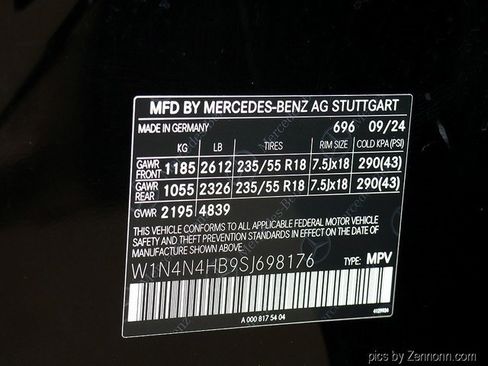 MFD BY MERCEDES-BENZ AG STUTTGART
MADE IN GERMANY 696 09/24
KG LB TIRES RIM SIZE COLD KPA (PSI)
GAWR FRONT 1185 2612 235/55 R18 7.5Jx18 290(43)
GAWR REAR 1055 2326 235/55 R18 7.5Jx18 290(43)
GVWR 2195 4839
THIS VEHICLE CONFORMS TO ALL APPLICABLE FEDERAL MOTOR VEHICLE
SAFETY AND THEFT PREVENTION STANDARDS IN EFFECT ON THE DATE
OF MANUFACTURE SHOWN ABOVE.
W1N4N4HB9SJ698176 TYPE: MPV
A 000 817 54 04
pics by Zennonn.com